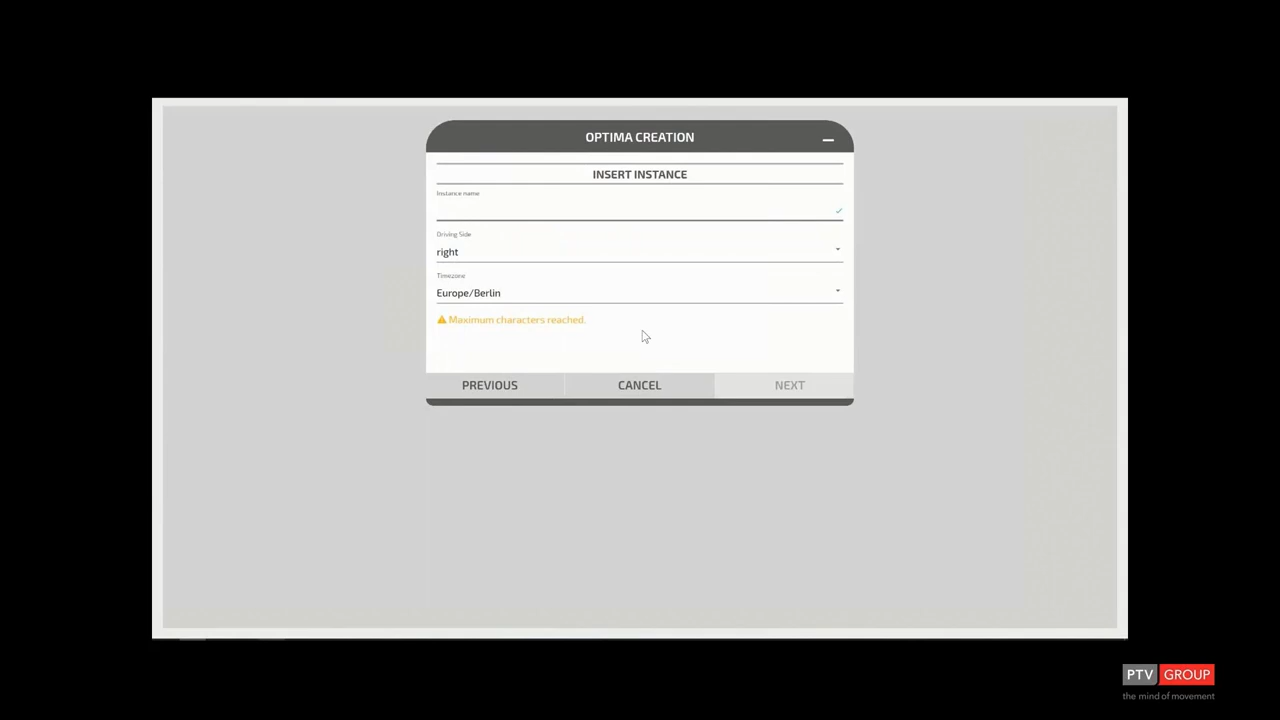 OPTIMA CREATION
INSERT INSTANCE
Instance name
Driving Side
right
Timezone
Europe/Berlin
Maximum characters reached.
PREVIOUS CANCEL NEXT
PTV GROUP
the mind of movement